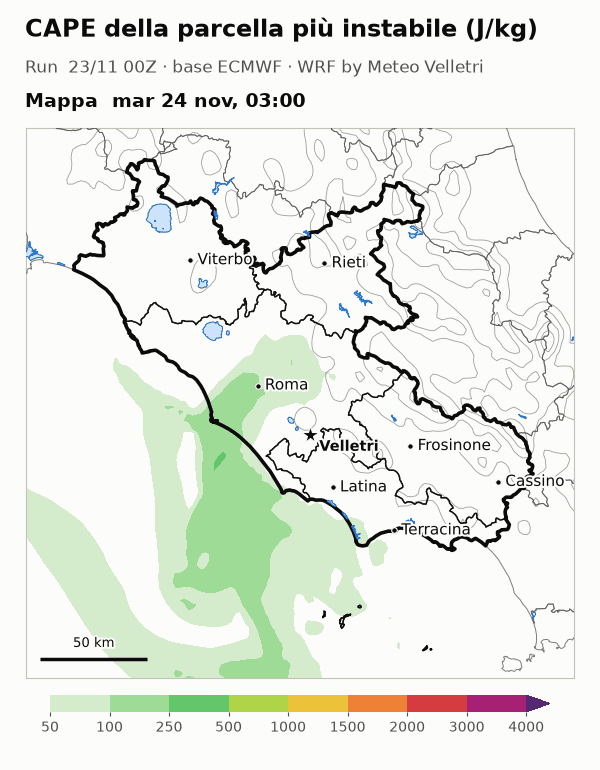 CAPE della parcella più instabile (J/kg)
Run 23/11 00Z · base ECMWF · WRF by Meteo Velletri
Mappa mar 24 nov, 03:00
Viterbo
Rieti
Roma
Velletri
Frosinone
Cassino
Latina
Terracina
50 km
50 100 250 500 1000 1500 2000 3000 4000